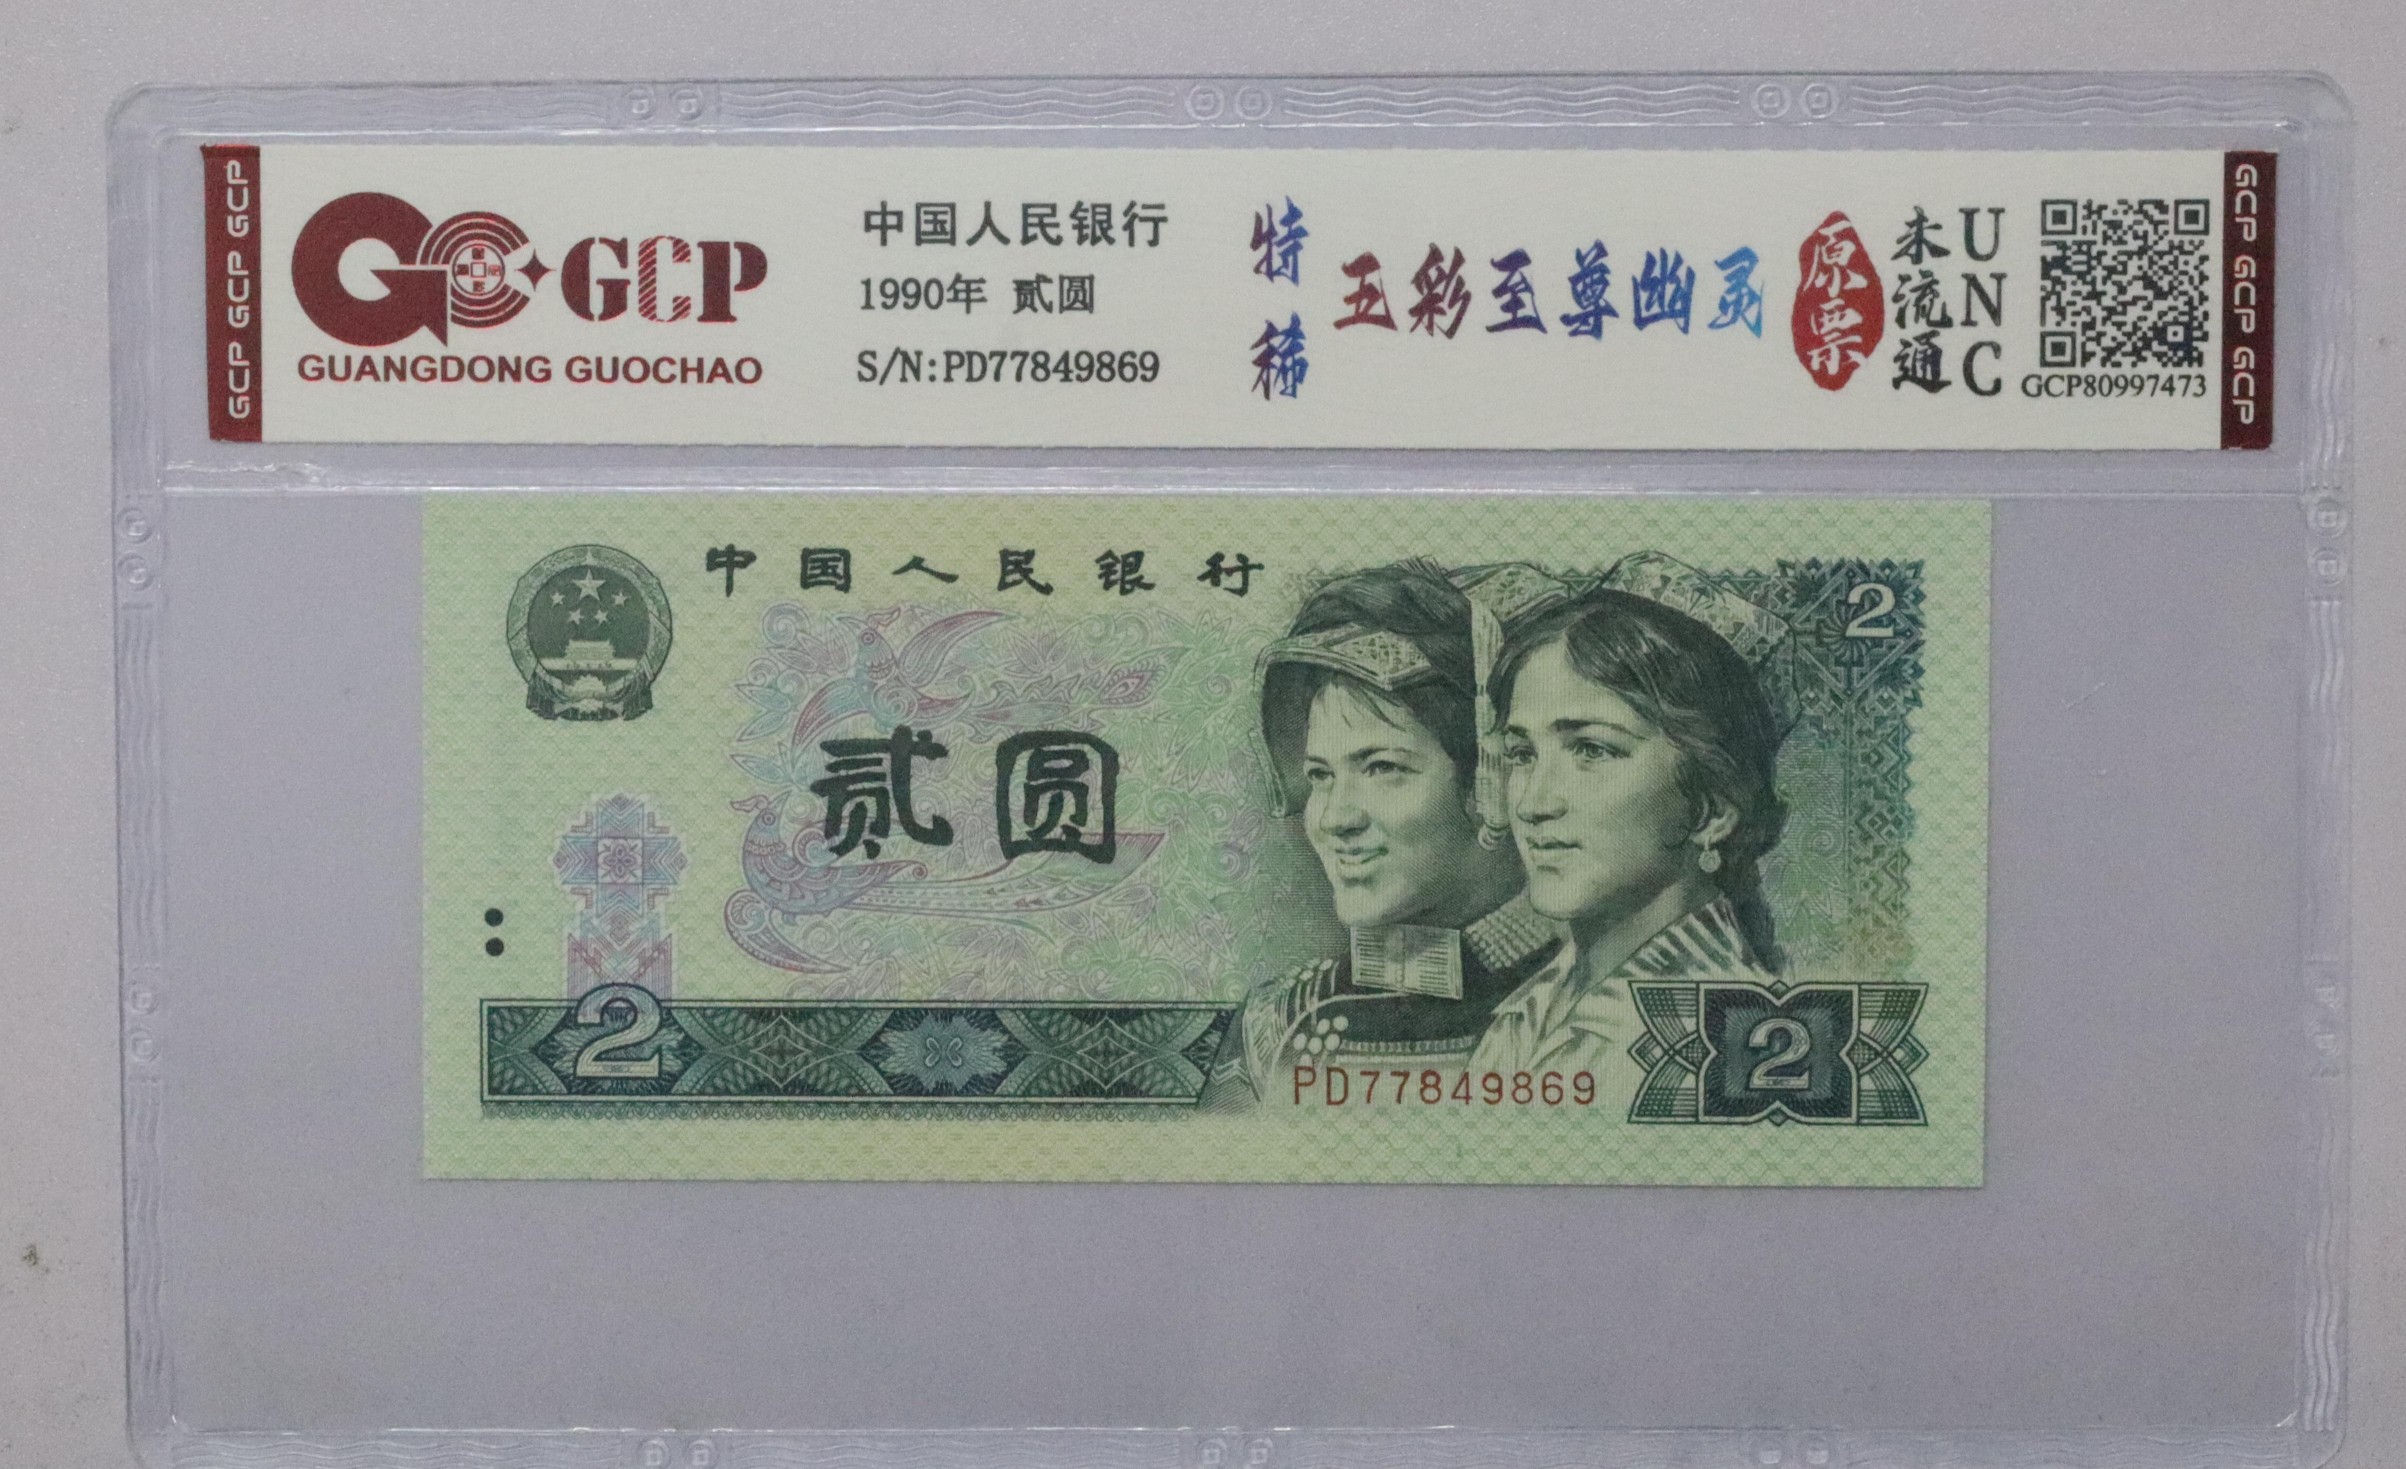 GCP GCP GCP
GCP
GUANGDONG GUOCHAO
中国人民银行
1990年 贰圆
S/N:PD77849869
特稀
五彩至尊幽灵
原票
未流通
UNC
GCP80997473
GCP GCP GCP
中国人民银行
2
贰圆
2
PD77849869
2